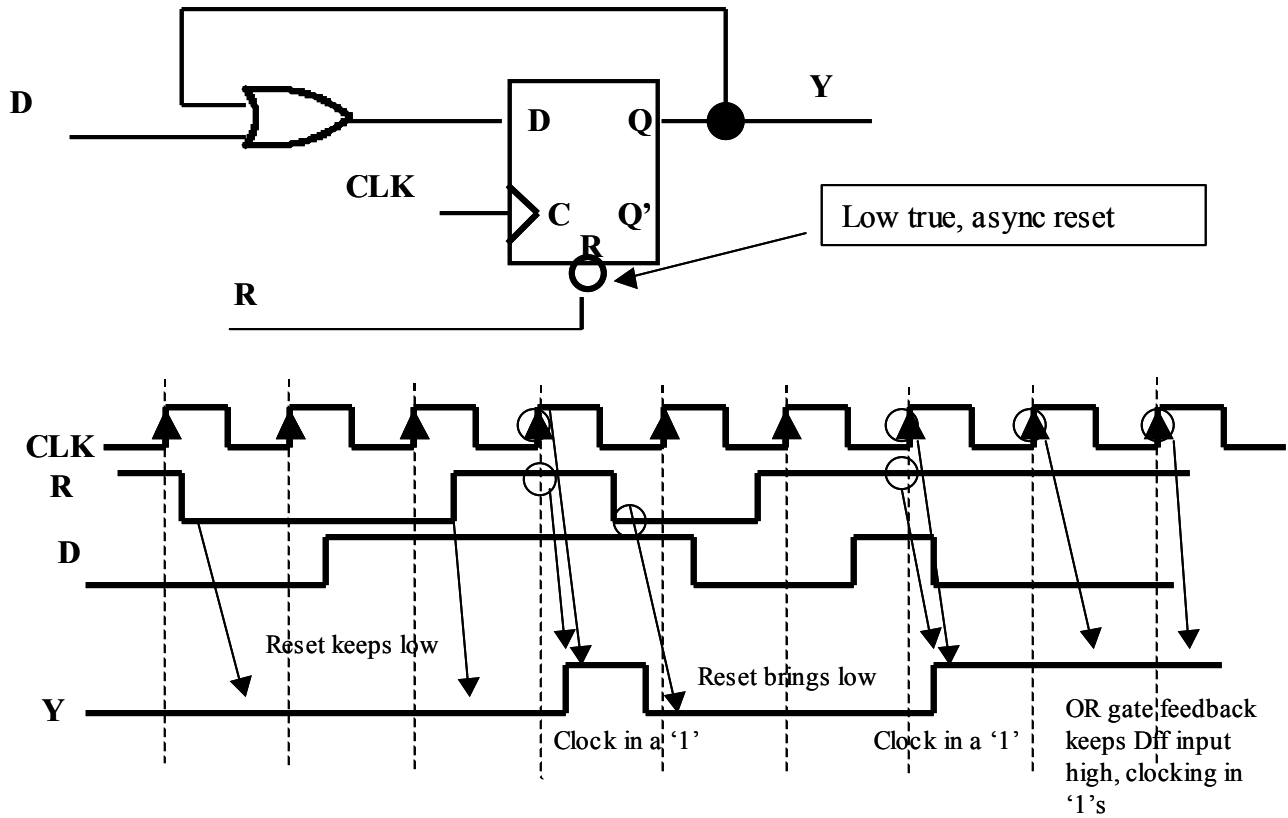 D
Y
D Q
CLK
C Q’
R
Low true, async reset
R
CLK
R
D
Reset keeps low
Reset brings low
Y
Clock in a ‘1’
Clock in a ‘1’
OR gate feedback
keeps Dff input
high, clocking in
‘1’s